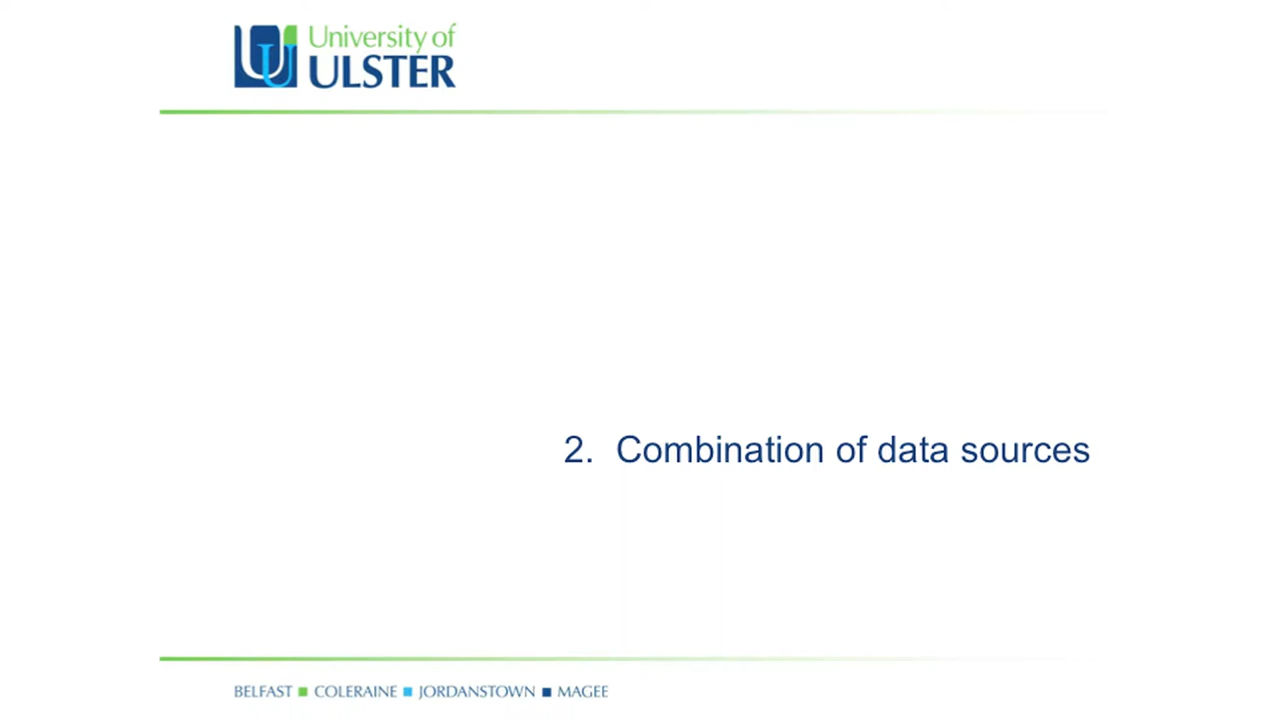 University of
ULSTER
2. Combination of data sources
BELFAST ■ COLERAINE ■ JORDANSTOWN ■ MAGEE